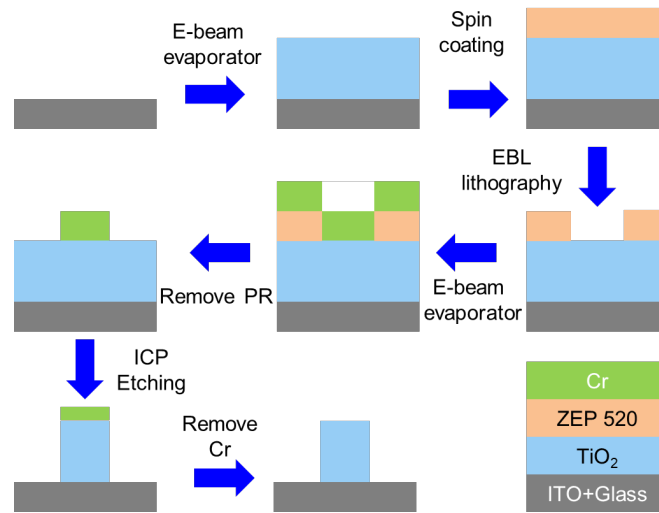 E-beam
evaporator
Spin
coating
EBL
lithography
E-beam
evaporator
Remove PR
ICP
Etching
Remove
Cr
Cr
ZEP 520
TiO₂
ITO+Glass